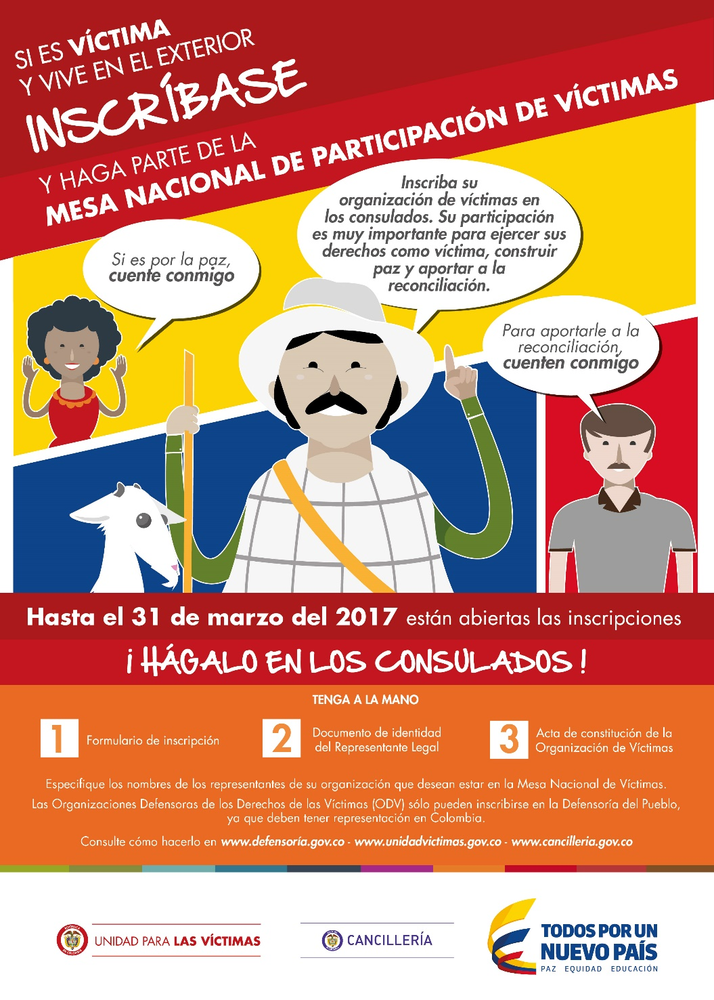 SI ES VÍCTIMA
Y VIVE EN EL EXTERIOR
INSCRÍBASE
Y HAGA PARTE DE LA
MESA NACIONAL DE PARTICIPACIÓN DE VÍCTIMAS
Si es por la paz,
cuente conmigo
Inscriba su
organización de víctimas en
los consulados. Su participación
es muy importante para ejercer sus
derechos como víctima, construir
paz y aportar a la
reconciliación.
Para aportarle a la
reconciliación,
cuenten conmigo
Hasta el 31 de marzo del 2017 están abiertas las inscripciones
¡HÁGALO EN LOS CONSULADOS!
TENGA A LA MANO
1 Formulario de inscripción
2 Documento de identidad
del Representante Legal
3 Acta de constitución de la
Organización de Víctimas
Especifique los nombres de los representantes de su organización que desean estar en la Mesa Nacional de Víctimas.
Las Organizaciones Defensoras de los Derechos de las Víctimas (ODV) sólo pueden inscribirse en la Defensoría del Pueblo,
ya que deben tener representación en Colombia.
Consulte cómo hacerlo en www.defensoría.gov.co - www.unidadvictimas.gov.co - www.cancilleria.gov.co
UNIDAD PARA LAS VÍCTIMAS
CANCILLERÍA
TODOS POR UN
NUEVO PAÍS
PAZ EQUIDAD EDUCACIÓN